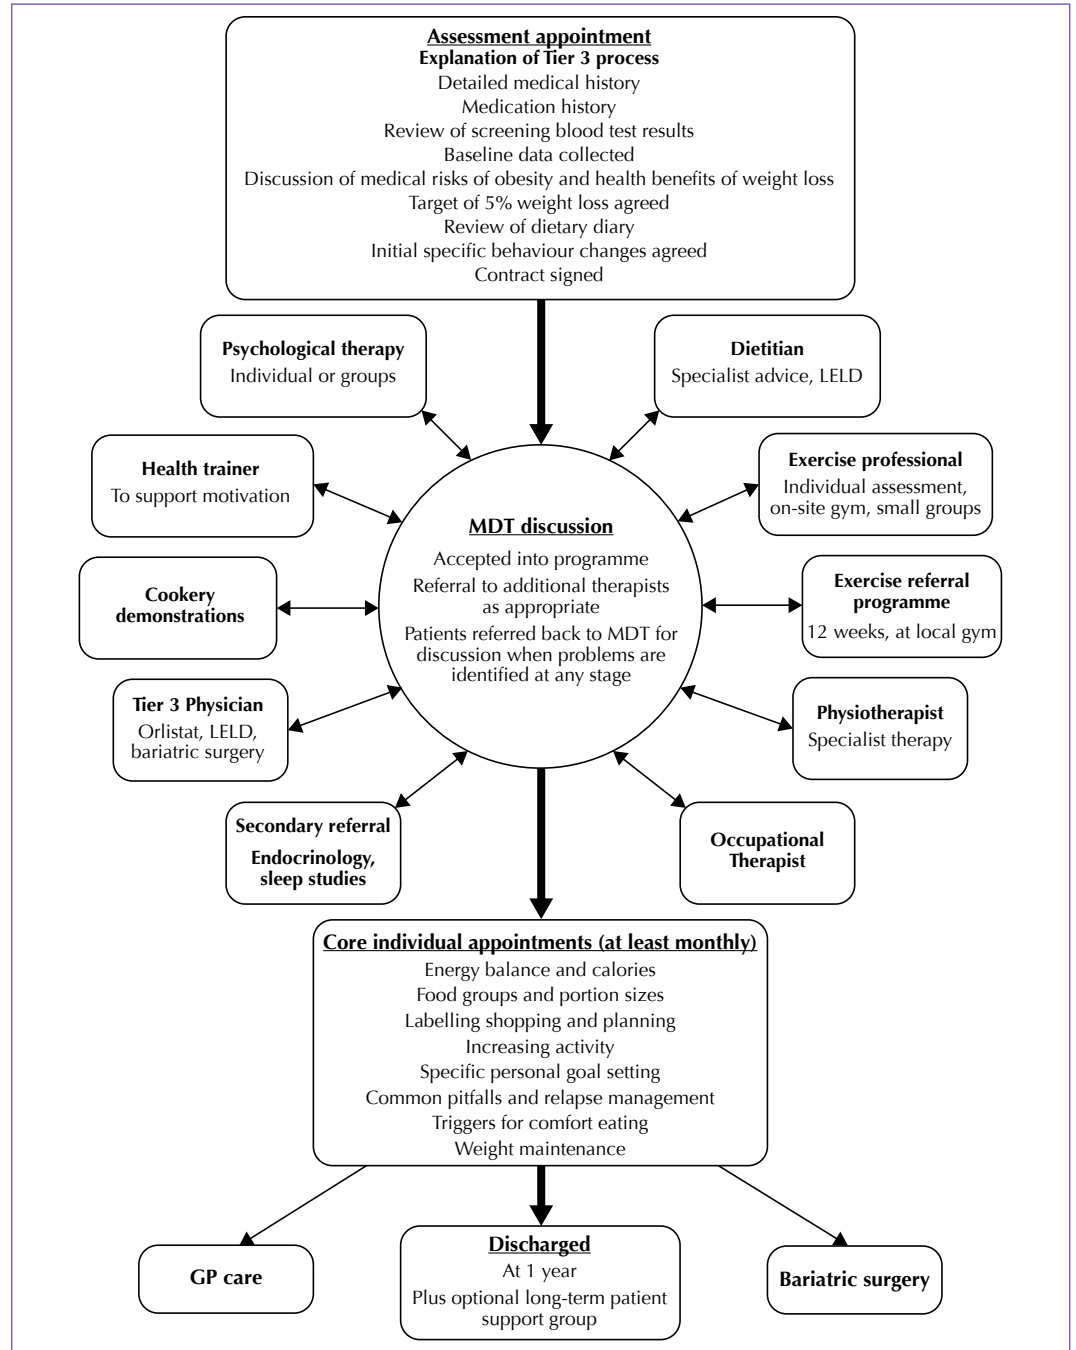 Assessment appointment
Explanation of Tier 3 process
Detailed medical history
Medication history
Review of screening blood test results
Baseline data collected
Discussion of medical risks of obesity and health benefits of weight loss
Target of 5% weight loss agreed
Review of dietary diary
Initial specific behaviour changes agreed
Contract signed
Psychological therapy
Individual or groups
Dietitian
Specialist advice, LELD
Health trainer
To support motivation
Exercise professional
Individual assessment,
on-site gym, small groups
MDT discussion
Accepted into programme
Referral to additional therapists
as appropriate
Patients referred back to MDT for
discussion when problems are
identified at any stage
Cookery
demonstrations
Exercise referral
programme
12 weeks, at local gym
Tier 3 Physician
Orlistat, LELD,
bariatric surgery
Physiotherapist
Specialist therapy
Secondary referral
Endocrinology,
sleep studies
Occupational
Therapist
Core individual appointments (at least monthly)
Energy balance and calories
Food groups and portion sizes
Labelling shopping and planning
Increasing activity
Specific personal goal setting
Common pitfalls and relapse management
Triggers for comfort eating
Weight maintenance
GP care
Discharged
At 1 year
Plus optional long-term patient
support group
Bariatric surgery